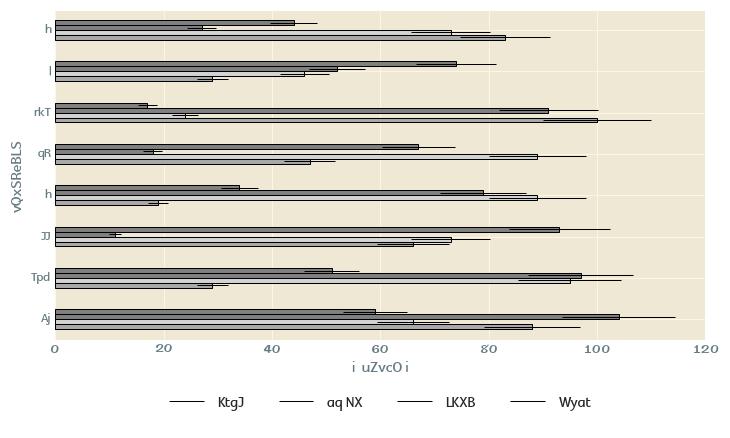 h
l
rkT
qR
h
JJ
Tpd
Aj
vQxSReBLS
0 20 40 60 80 100 120
i uZvcO i
KtgJ aq NX LKXB Wyat